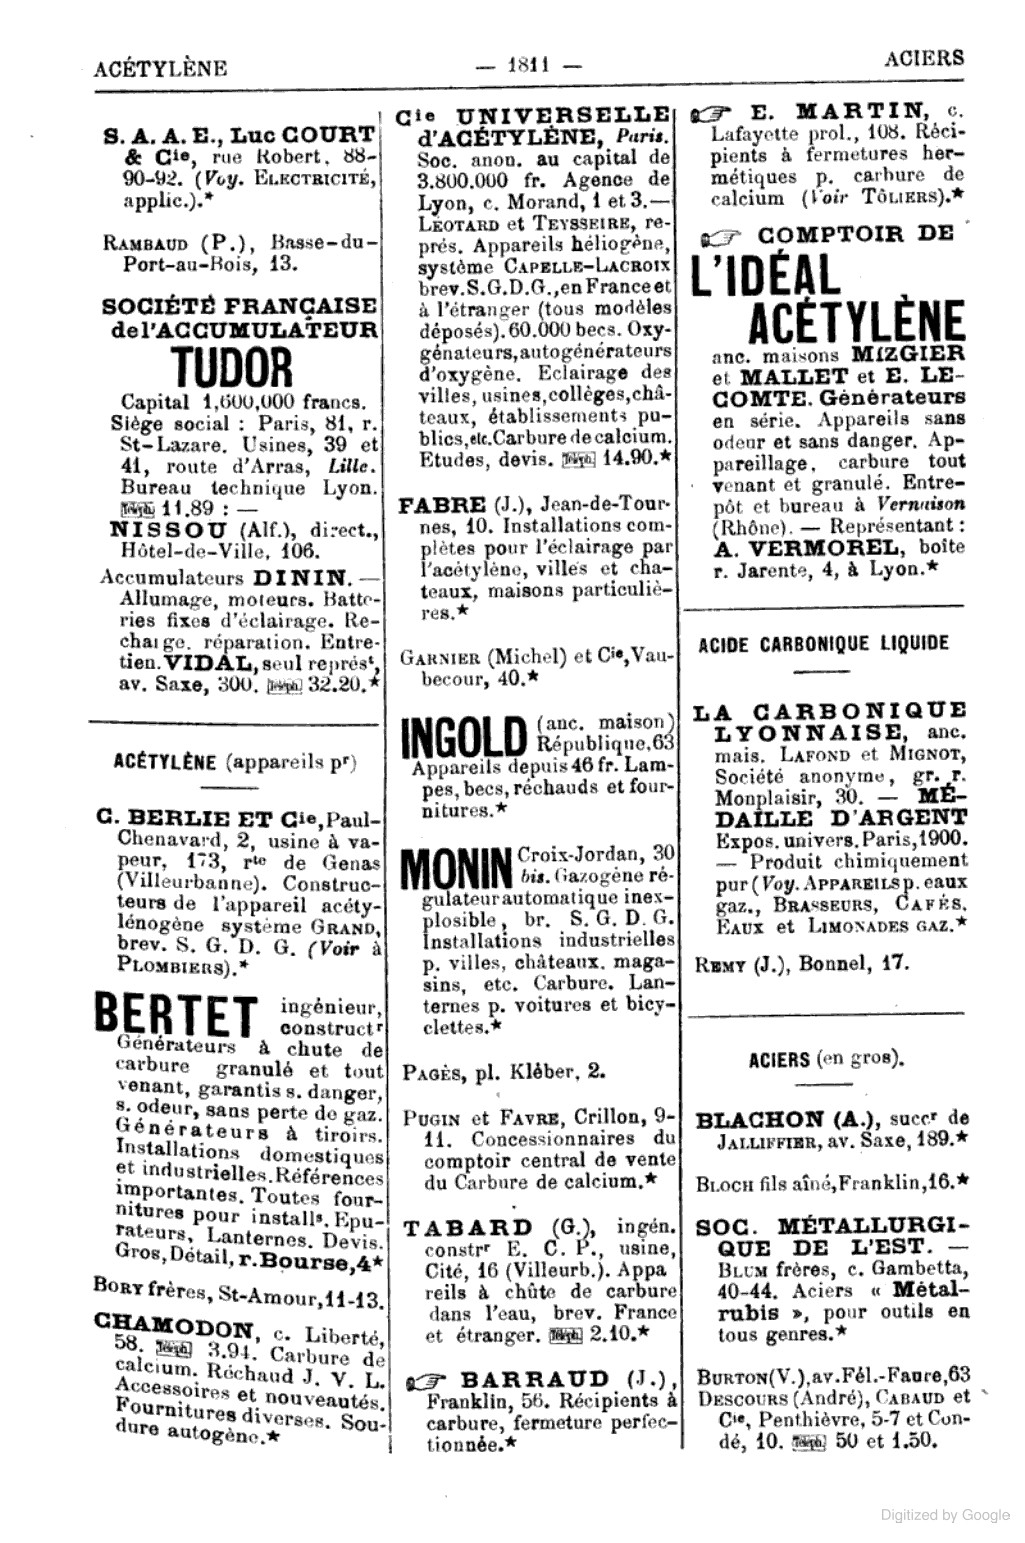 ACÉTYLÈNE
— 1811 —
ACIERS
S. A. A. E., Luc COURT
& Cie, rue Robert, 88-
90-92. (Voy. ELECTRICITÉ,
applic.).*
RAMBAUD (P.), Basse-du-
Port-au-Bois, 13.
SOCIÉTÉ FRANÇAISE
de l'ACCUMULATEUR
TUDOR
Capital 1,600,000 francs.
Siège social : Paris, 81, r.
St-Lazare. Usines, 39 et
41, route d'Arras, Lille.
Bureau technique Lyon.
Téléph. 11.89 : —
NISSOU (Alf.), direct.,
Hôtel-de-Ville, 106.
Accumulateurs DININ. —
Allumage, moteurs. Batte-
ries fixes d'éclairage. Re-
charge, réparation. Entre-
tien. VIDAL, seul représt,
av. Saxe, 300. Téléph. 32.20.*
ACÉTYLÈNE (appareils pr)
C. BERLIE ET Cie, Paul-
Chenavard, 2, usine à va-
peur, 173, rte de Genas
(Villeurbanne). Construc-
teurs de l'appareil acéty-
lénogène système GRAND,
brev. S. G. D. G. (Voir à
PLOMBIERS).*
BERTET ingénieur,
constructr
Générateurs à chute de
carbure granulé et tout
venant, garantis s. danger,
s. odeur, sans perte de gaz.
Générateurs à tiroirs.
Installations domestiques
et industrielles. Références
importantes. Toutes four-
nitures pour installs. Epu-
rateurs, Lanternes. Devis.
Gros, Détail, r. Bourse, 4*
BORY frères, St-Amour, 11-13.
CHAMODON, c. Liberté,
58. Téléph. 3.94. Carbure de
calcium. Réchaud J. V. L.
Accessoires et nouveautés.
Fournitures diverses. Sou-
dure autogène.*
Cie UNIVERSELLE
d'ACÉTYLÈNE, Paris.
Soc. anon. au capital de
3.800.000 fr. Agence de
Lyon, c. Morand, 1 et 3. —
LÉOTARD et TEYSSEIRE, re-
prés. Appareils héliogène,
système CAPELLE-LACROIX
brev. S.G.D.G., en France et
à l'étranger (tous modèles
déposés). 60.000 becs. Oxy-
génateurs, autogénérateurs
d'oxygène. Eclairage des
villes, usines, collèges, châ-
teaux, établissements pu-
blics, etc. Carbure de calcium.
Etudes, devis. Téléph. 14.90.*
FABRE (J.), Jean-de-Tour-
nes, 10. Installations com-
plètes pour l'éclairage par
l'acétylène, villes et cha-
teaux, maisons particuliè-
res.*
GARNIER (Michel) et Cie, Vau-
becour, 40.*
INGOLD (anc. maison)
République, 63
Appareils depuis 46 fr. Lam-
pes, becs, réchauds et four-
nitures.*
MONIN Croix-Jordan, 30
bis. Gazogène ré-
gulateur automatique inex-
plosible, br. S. G. D. G.
Installations industrielles
p. villes, châteaux, maga-
sins, etc. Carbure. Lan-
ternes p. voitures et bicy-
clettes.*
PAGÈS, pl. Kléber, 2.
PUGIN et FAVRE, Crillon, 9-
11. Concessionnaires du
comptoir central de vente
du Carbure de calcium.*
TABARD (G.), ingén.
constrr E. C. P., usine,
Cité, 16 (Villeurb.). Appa
reils à chûte de carbure
dans l'eau, brev. France
et étranger. Téléph. 2.10.*
☞ BARRAUD (J.),
Franklin, 56. Récipients à
carbure, fermeture perfec-
tionnée.*
☞ E. MARTIN, c.
Lafayette prol., 108. Réci-
pients à fermetures her-
métiques p. carbure de
calcium (Voir TÔLIERS).*
☞ COMPTOIR DE
L'IDÉAL
ACÉTYLÈNE
anc. maisons MIZGIER
et MALLET et E. LE-
COMTE. Générateurs
en série. Appareils sans
odeur et sans danger. Ap-
pareillage, carbure tout
venant et granulé. Entre-
pôt et bureau à Vernaison
(Rhône). — Représentant :
A. VERMOREL, boîte
r. Jarente, 4, à Lyon.*
ACIDE CARBONIQUE LIQUIDE
LA CARBONIQUE
LYONNAISE, anc.
mais. LAFOND et MIGNOT,
Société anonyme, gr. r.
Monplaisir, 30. — MÉ-
DAILLE D'ARGENT
Expos. univers. Paris, 1900.
— Produit chimiquement
pur (Voy. APPAREILS p. eaux
gaz., BRASSEURS, CAFÉS,
EAUX et LIMONADES GAZ.*
REMY (J.), Bonnel, 17.
ACIERS (en gros).
BLACHON (A.), succr de
JALLIFFIER, av. Saxe, 189.*
BLOCH fils aîné, Franklin, 16.*
SOC. MÉTALLURGI-
QUE DE L'EST. —
BLUM frères, c. Gambetta,
40-44. Aciers « Métal-
rubis », pour outils en
tous genres.*
BURTON (V.), av. Fél.-Faure, 63
DESCOURS (André), CABAUD et
Cie, Penthièvre, 5-7 et Con-
dé, 10. Téléph. 50 et 1.50.
Digitized by Google